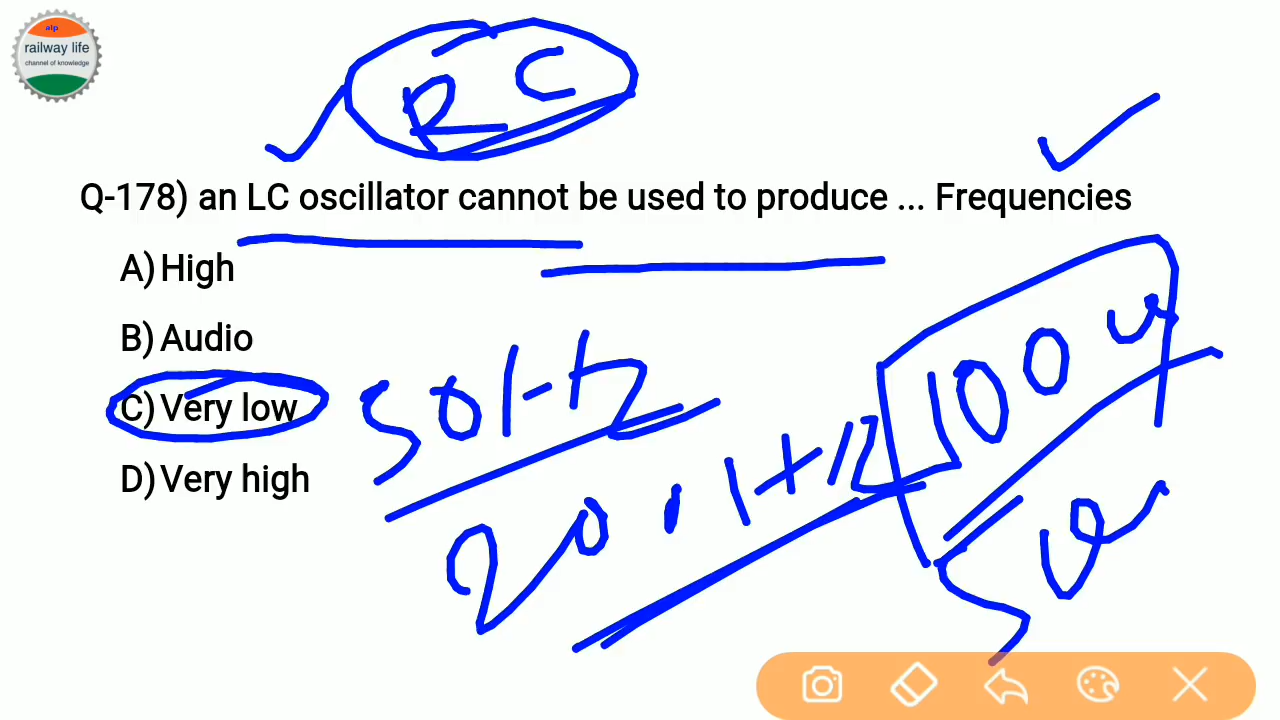 alp
railway life
channel of knowledge
RC
Q-178) an LC oscillator cannot be used to produce ... Frequencies
A) High
B) Audio
C) Very low
D) Very high
50Hz
100